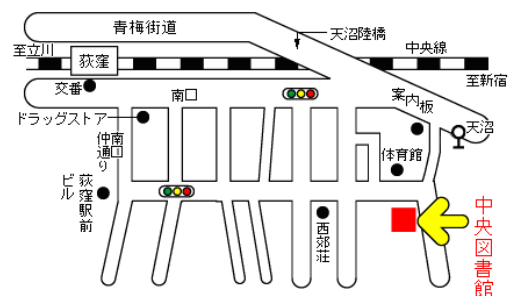 青梅街道
天沼陸橋
至立川
荻窪
中央線
至新宿
交番
南口
案内板
ドラッグストア
天沼
南口
仲通り
体育館
荻窪駅前
ビル
西郊荘
中央図書館